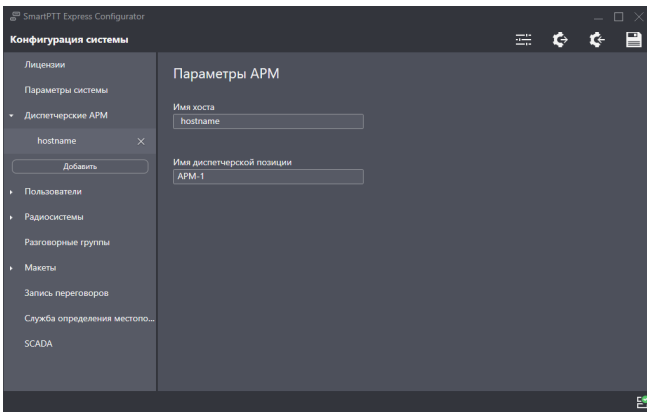 SmartPTT Express Configurator
Конфигурация системы
Лицензии
Параметры системы
Диспетчерские АРМ
hostname
Добавить
Пользователи
Радиосистемы
Разговорные группы
Макеты
Запись переговоров
Служба определения местопо...
SCADA
Параметры АРМ
Имя хоста
hostname
Имя диспетчерской позиции
АРМ-1